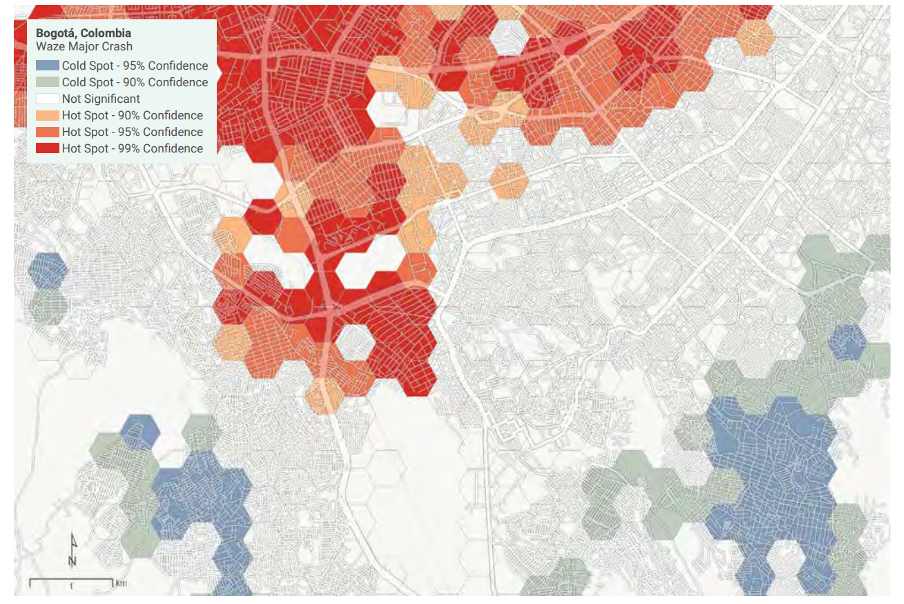 Bogotá, Colombia
Waze Major Crash
Cold Spot - 95% Confidence
Cold Spot - 90% Confidence
Not Significant
Hot Spot - 90% Confidence
Hot Spot - 95% Confidence
Hot Spot - 99% Confidence
N
km
1